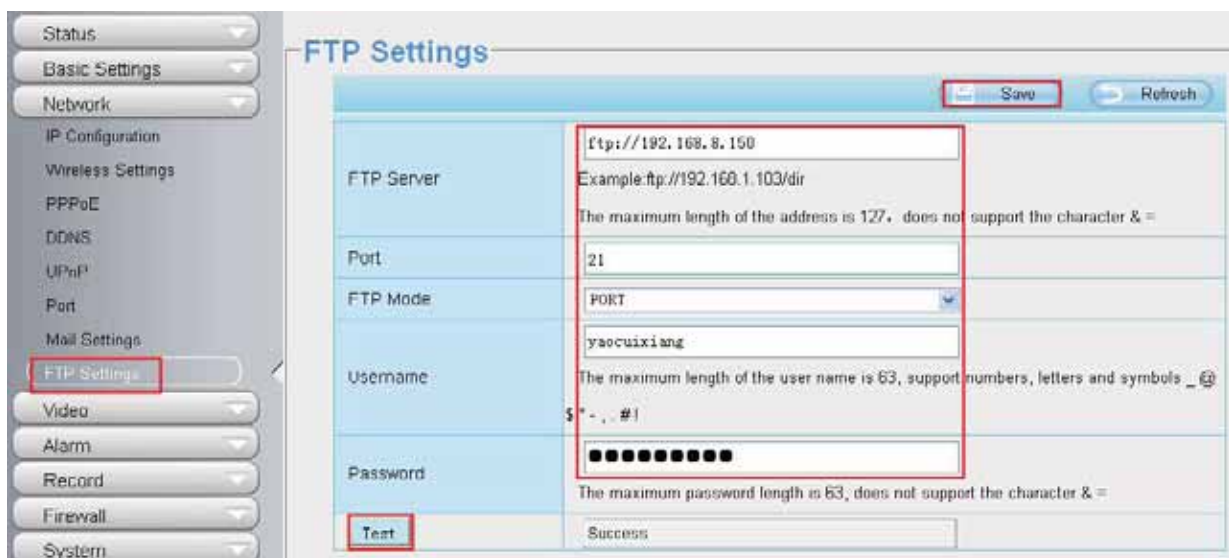 Status
Basic Settings
Network
IP Configuration
Wireless Settings
PPPoE
DDNS
UPnP
Port
Mail Settings
FTP Settings
Video
Alarm
Record
Firewall
System
FTP Settings
Save
Refresh
FTP Server
ftp://192.168.8.150
Example:ftp://192.168.1.103/dir
The maximum length of the address is 127, does not support the character & =
Port
21
FTP Mode
PORT
Username
yaocuixiang
The maximum length of the user name is 63, support numbers, letters and symbols _ @
$ * - , . # !
Password
●●●●●●●●●
The maximum password length is 63, does not support the character & =
Test
Success